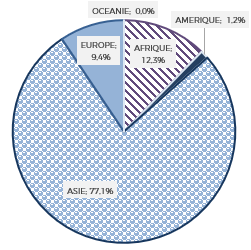 OCEANIE; 0,0%
AMERIQUE; 1,2%
EUROPE;
9,4%
AFRIQUE;
12,3%
ASIE; 77,1%